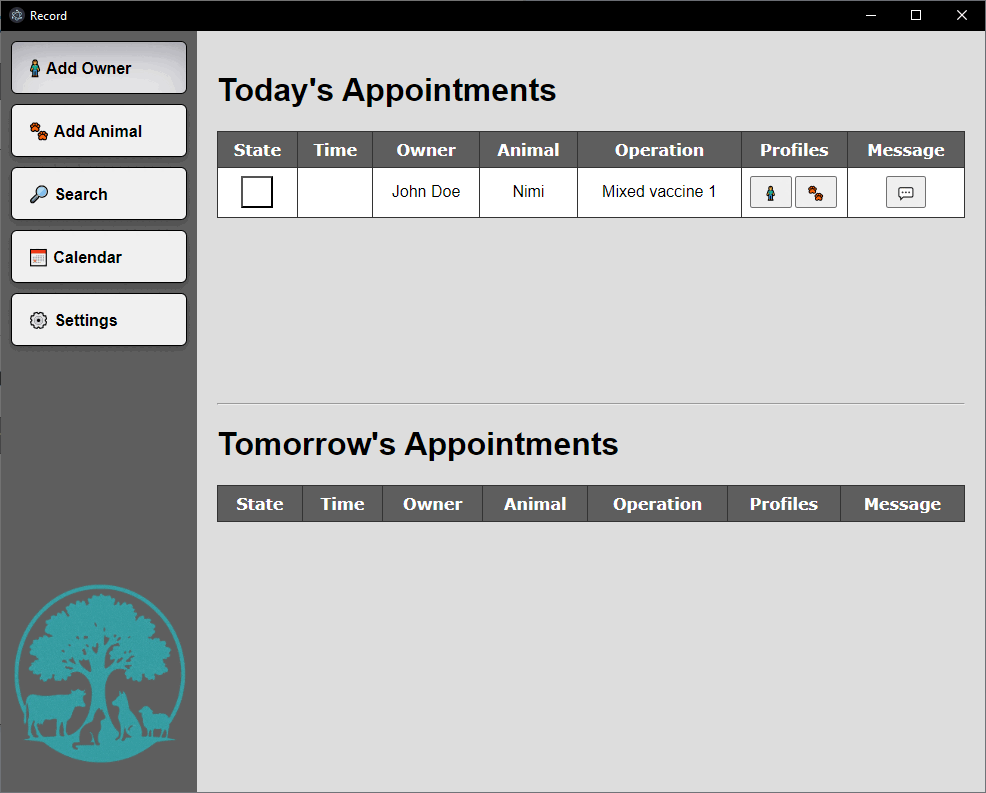 Record
Add Owner
Add Animal
Search
Calendar
Settings
Today's Appointments
State Time Owner Animal Operation Profiles Message
John Doe Nimi Mixed vaccine 1
Tomorrow's Appointments
State Time Owner Animal Operation Profiles Message